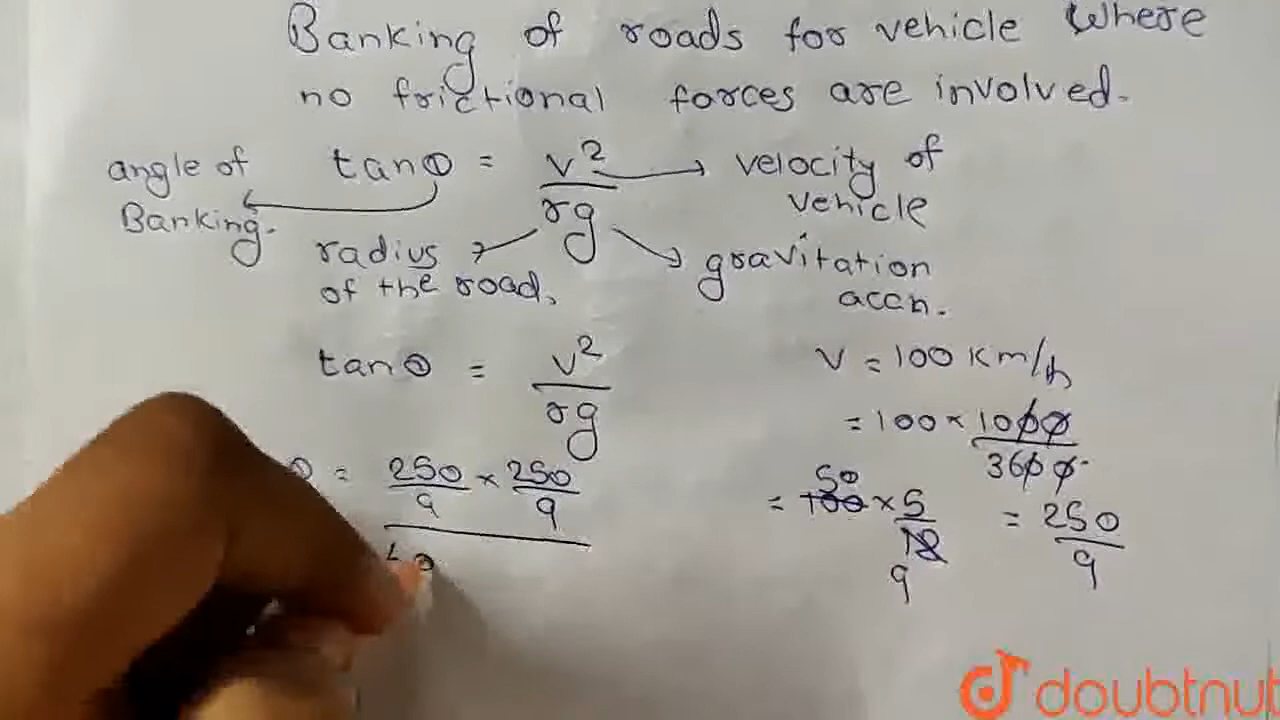 Banking of roads for vehicle where
no frictional forces are involved.
angle of
Banking.
tanθ = v²/rg
velocity of
vehicle
radius
of the road.
gravitation
accn.
tanθ = v²/rg
= 250/9 × 250/9
V = 100 Km/h
= 100 × 1000/3600
50
= 100 × 5/18
9
= 250/9
doubtnut